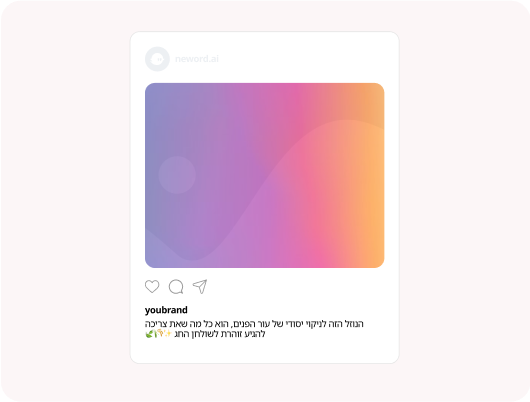 neword.ai
youbrand
הנוזל הזה לניקוי יסודי של עור הפנים, הוא כל מה שאת צריכה
להגיע זוהרת לשולחן החג ✨🥂🌿